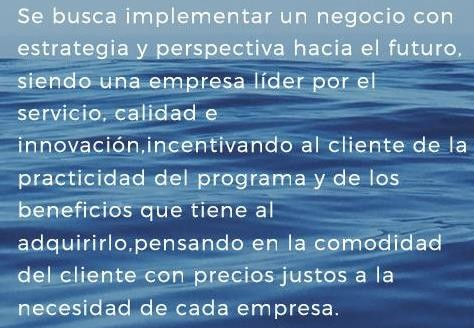 Se busca implementar un negocio con
estrategia y perspectiva hacia el futuro,
siendo una empresa líder por el
servicio, calidad e
innovación,incentivando al cliente de la
practicidad del programa y de los
beneficios que tiene al
adquirirlo,pensando en la comodidad
del cliente con precios justos a la
necesidad de cada empresa.